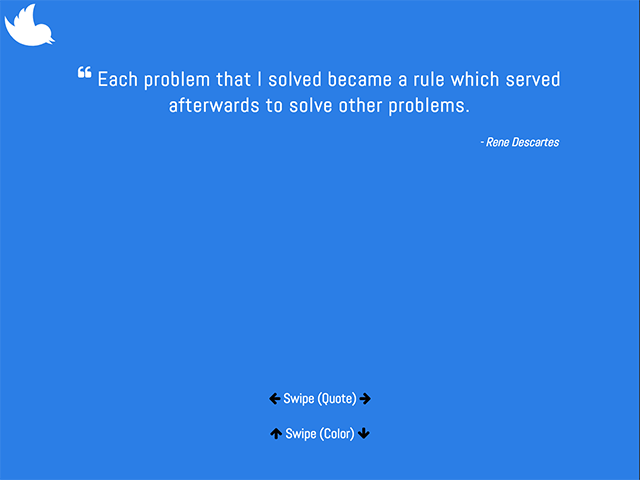 ❝ Each problem that I solved became a rule which served
afterwards to solve other problems.
- Rene Descartes
← Swipe (Quote) →
↑ Swipe (Color) ↓